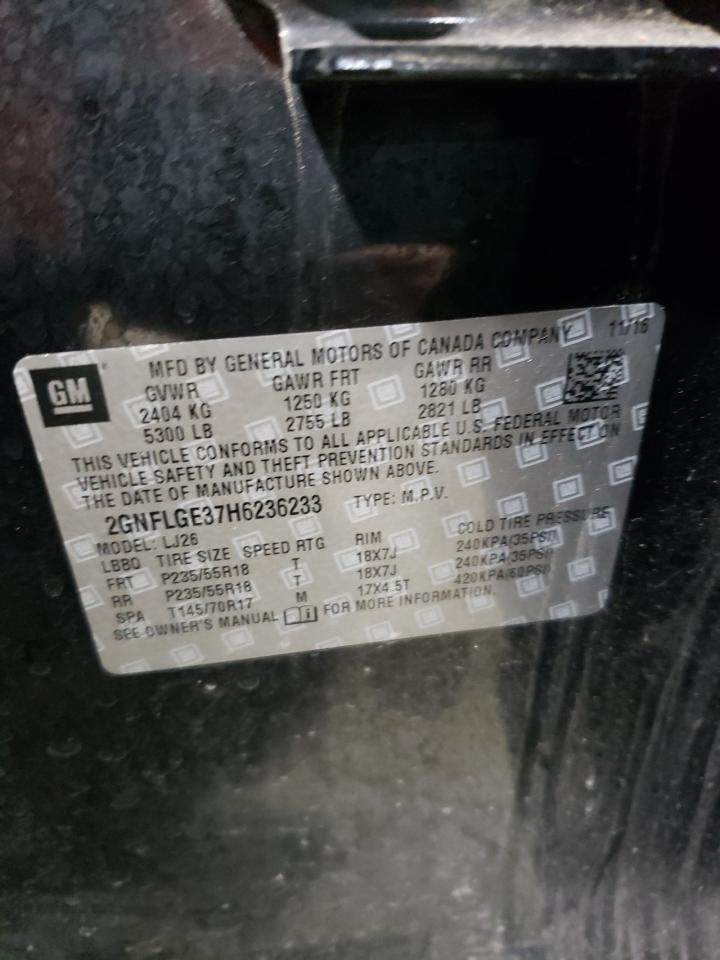 11/16
MFD BY GENERAL MOTORS OF CANADA COMPANY
GM
GVWR GAWR FRT GAWR RR
2404 KG 1250 KG 1280 KG
5300 LB 2755 LB 2821 LB
THIS VEHICLE CONFORMS TO ALL APPLICABLE U.S. FEDERAL MOTOR
VEHICLE SAFETY AND THEFT PREVENTION STANDARDS IN EFFECT ON
THE DATE OF MANUFACTURE SHOWN ABOVE.
2GNFLGE37H6236233 TYPE: M.P.V.
MODEL: LJ26
LBBO TIRE SIZE SPEED RTG RIM COLD TIRE PRESSURE
FRT P235/55R18 T 18X7J 240KPA(35PSI)
RR P235/55R18 T 18X7J 240KPA(35PSI)
SPA T145/70R17 M 17X4.5T 420KPA(60PSI)
SEE OWNER'S MANUAL FOR MORE INFORMATION.